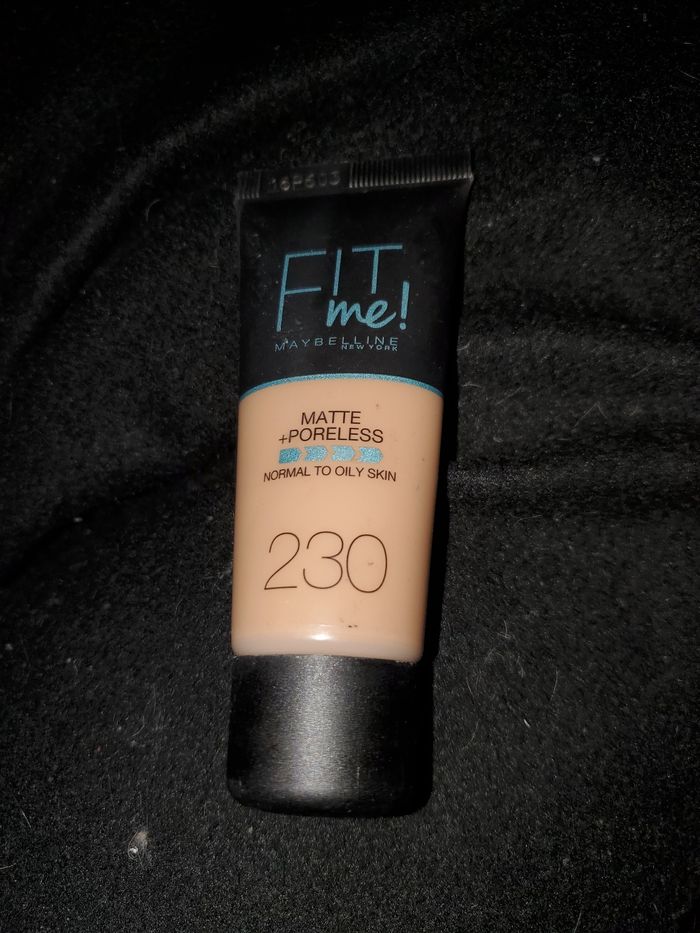 FIT
me!
MAYBELLINE
NEW YORK
MATTE
+PORELESS
NORMAL TO OILY SKIN
230